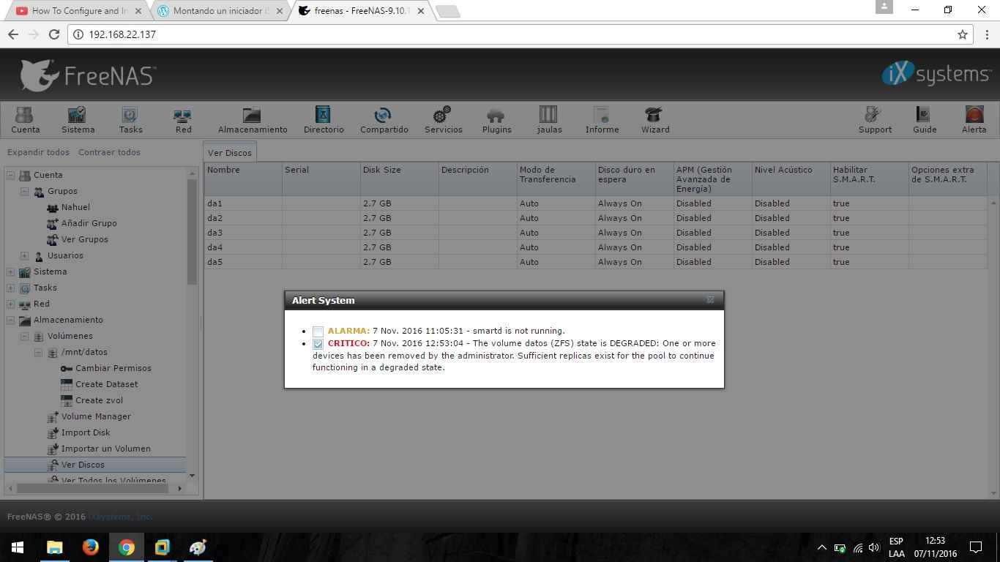 How To Configure and In
Montando un iniciador iS
freenas - FreeNAS-9.10.1
192.168.22.137
FreeNAS™
iXsystems™
Cuenta Sistema Tasks Red Almacenamiento Directorio Compartido Servicios Plugins jaulas Informe Wizard Support Guide Alerta
Expandir todos Contraer todos
Cuenta
Grupos
Nahuel
Añadir Grupo
Ver Grupos
Usuarios
Sistema
Tasks
Red
Almacenamiento
Volúmenes
/mnt/datos
Cambiar Permisos
Create Dataset
Create zvol
Volume Manager
Import Disk
Importar un Volumen
Ver Discos
Ver Todos los Volúmenes
Ver Discos
Nombre Serial Disk Size Descripción Modo de Transferencia Disco duro en espera APM (Gestión Avanzada de Energía) Nivel Acústico Habilitar S.M.A.R.T. Opciones extra de S.M.A.R.T.
da1 2.7 GB Auto Always On Disabled Disabled true
da2 2.7 GB Auto Always On Disabled Disabled true
da3 2.7 GB Auto Always On Disabled Disabled true
da4 2.7 GB Auto Always On Disabled Disabled true
da5 2.7 GB Auto Always On Disabled Disabled true
Alert System
ALARMA: 7 Nov. 2016 11:05:31 - smartd is not running.
CRITICO: 7 Nov. 2016 12:53:04 - The volume datos (ZFS) state is DEGRADED: One or more
devices has been removed by the administrator. Sufficient replicas exist for the pool to continue
functioning in a degraded state.
FreeNAS® © 2016 iXsystems, Inc.
ESP
LAA
12:53
07/11/2016